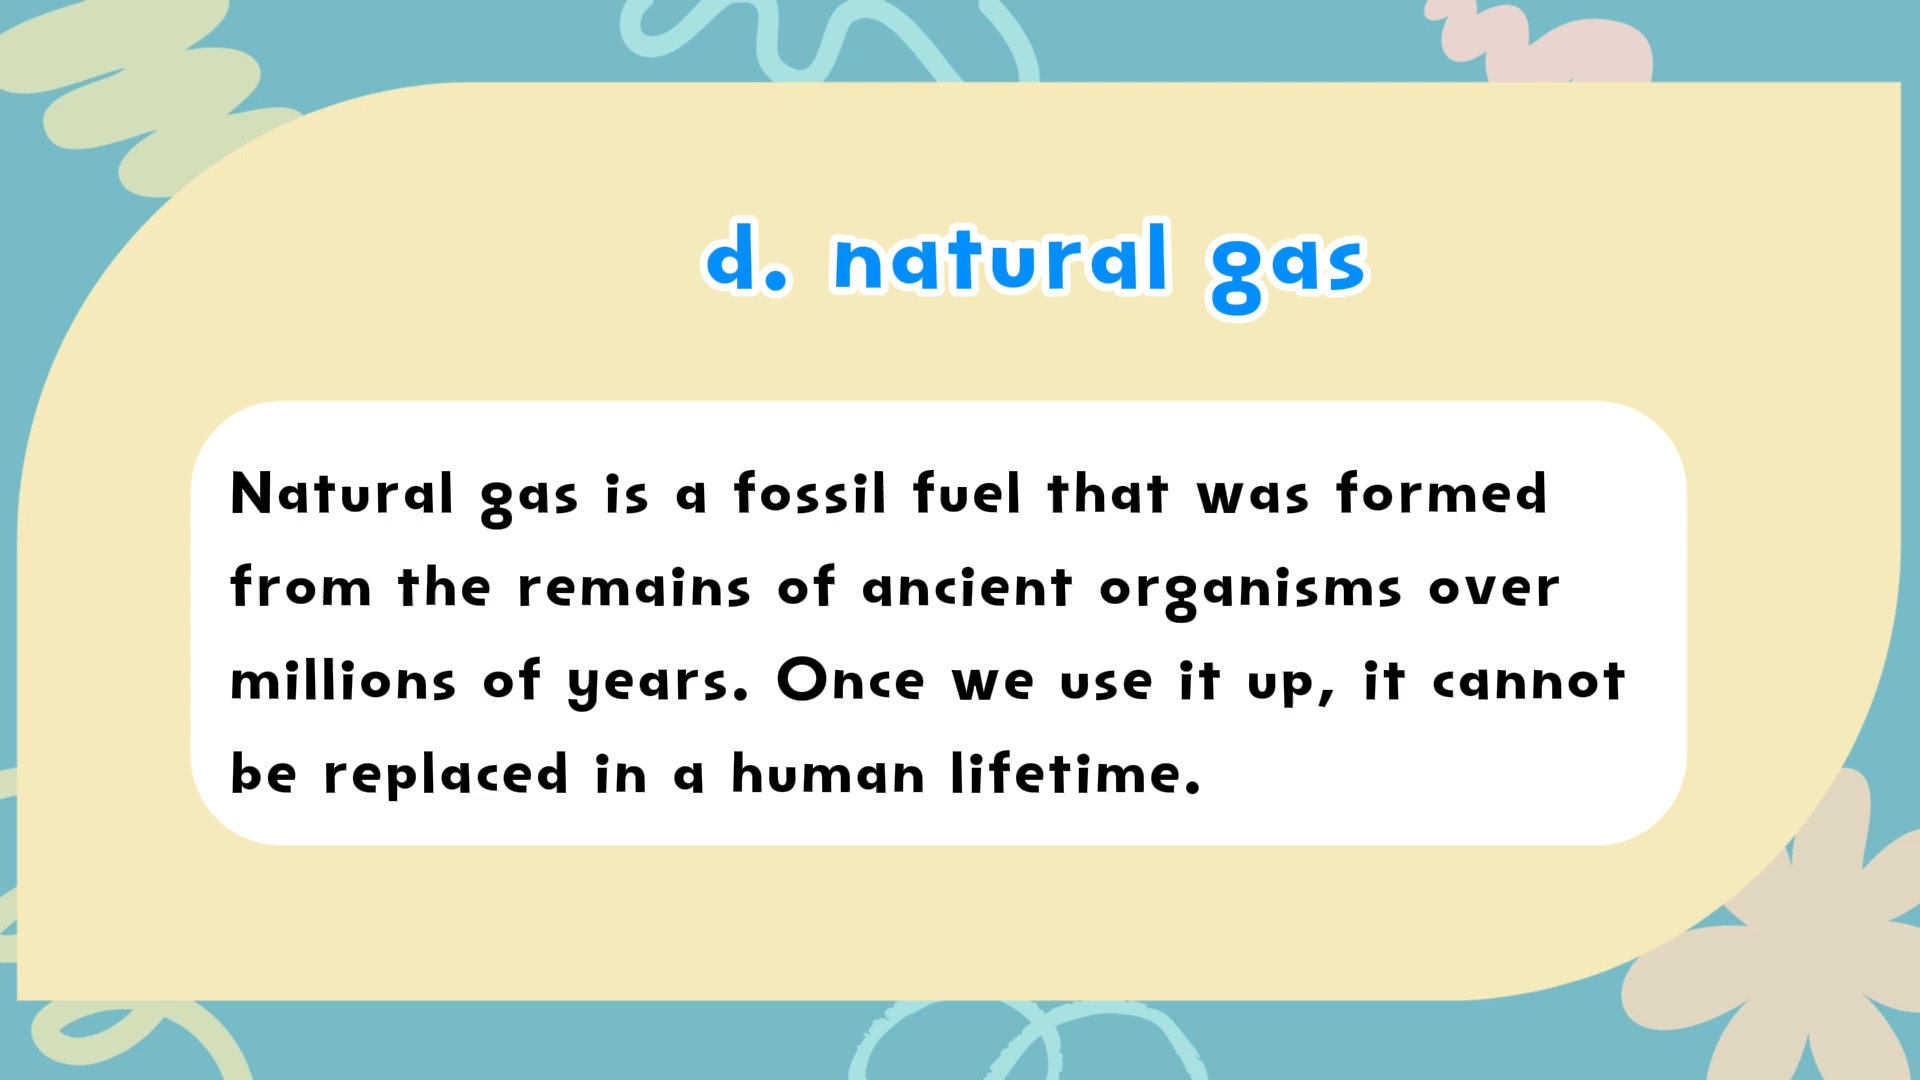 d. natural gas
Natural gas is a fossil fuel that was formed
from the remains of ancient organisms over
millions of years. Once we use it up, it cannot
be replaced in a human lifetime.